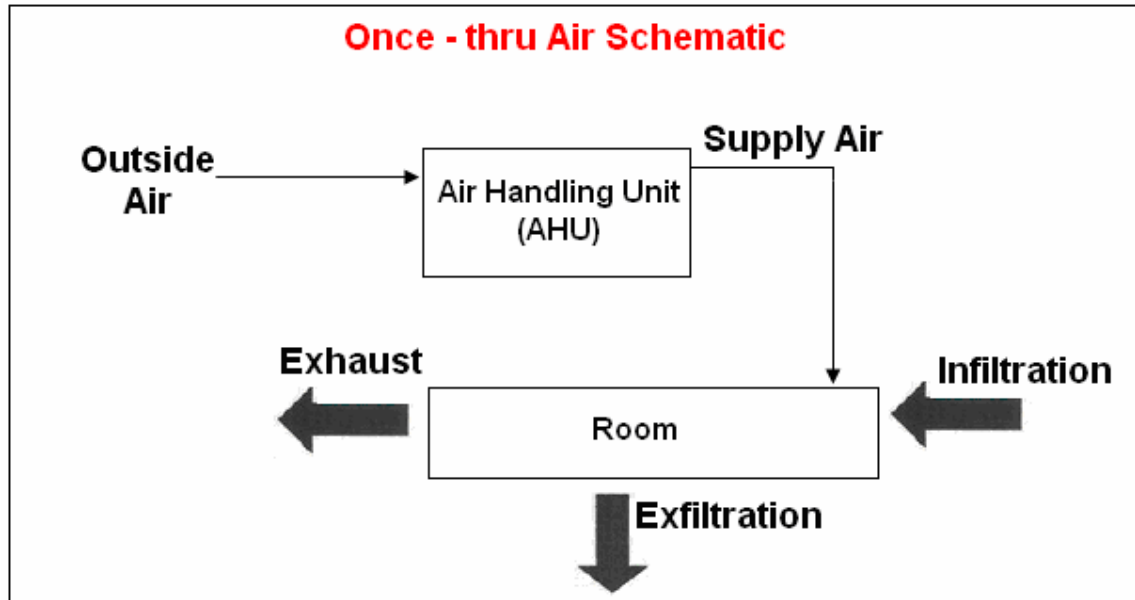 Once - thru Air Schematic
Supply Air
Outside
Air
Air Handling Unit
(AHU)
Exhaust
Infiltration
Room
Exfiltration